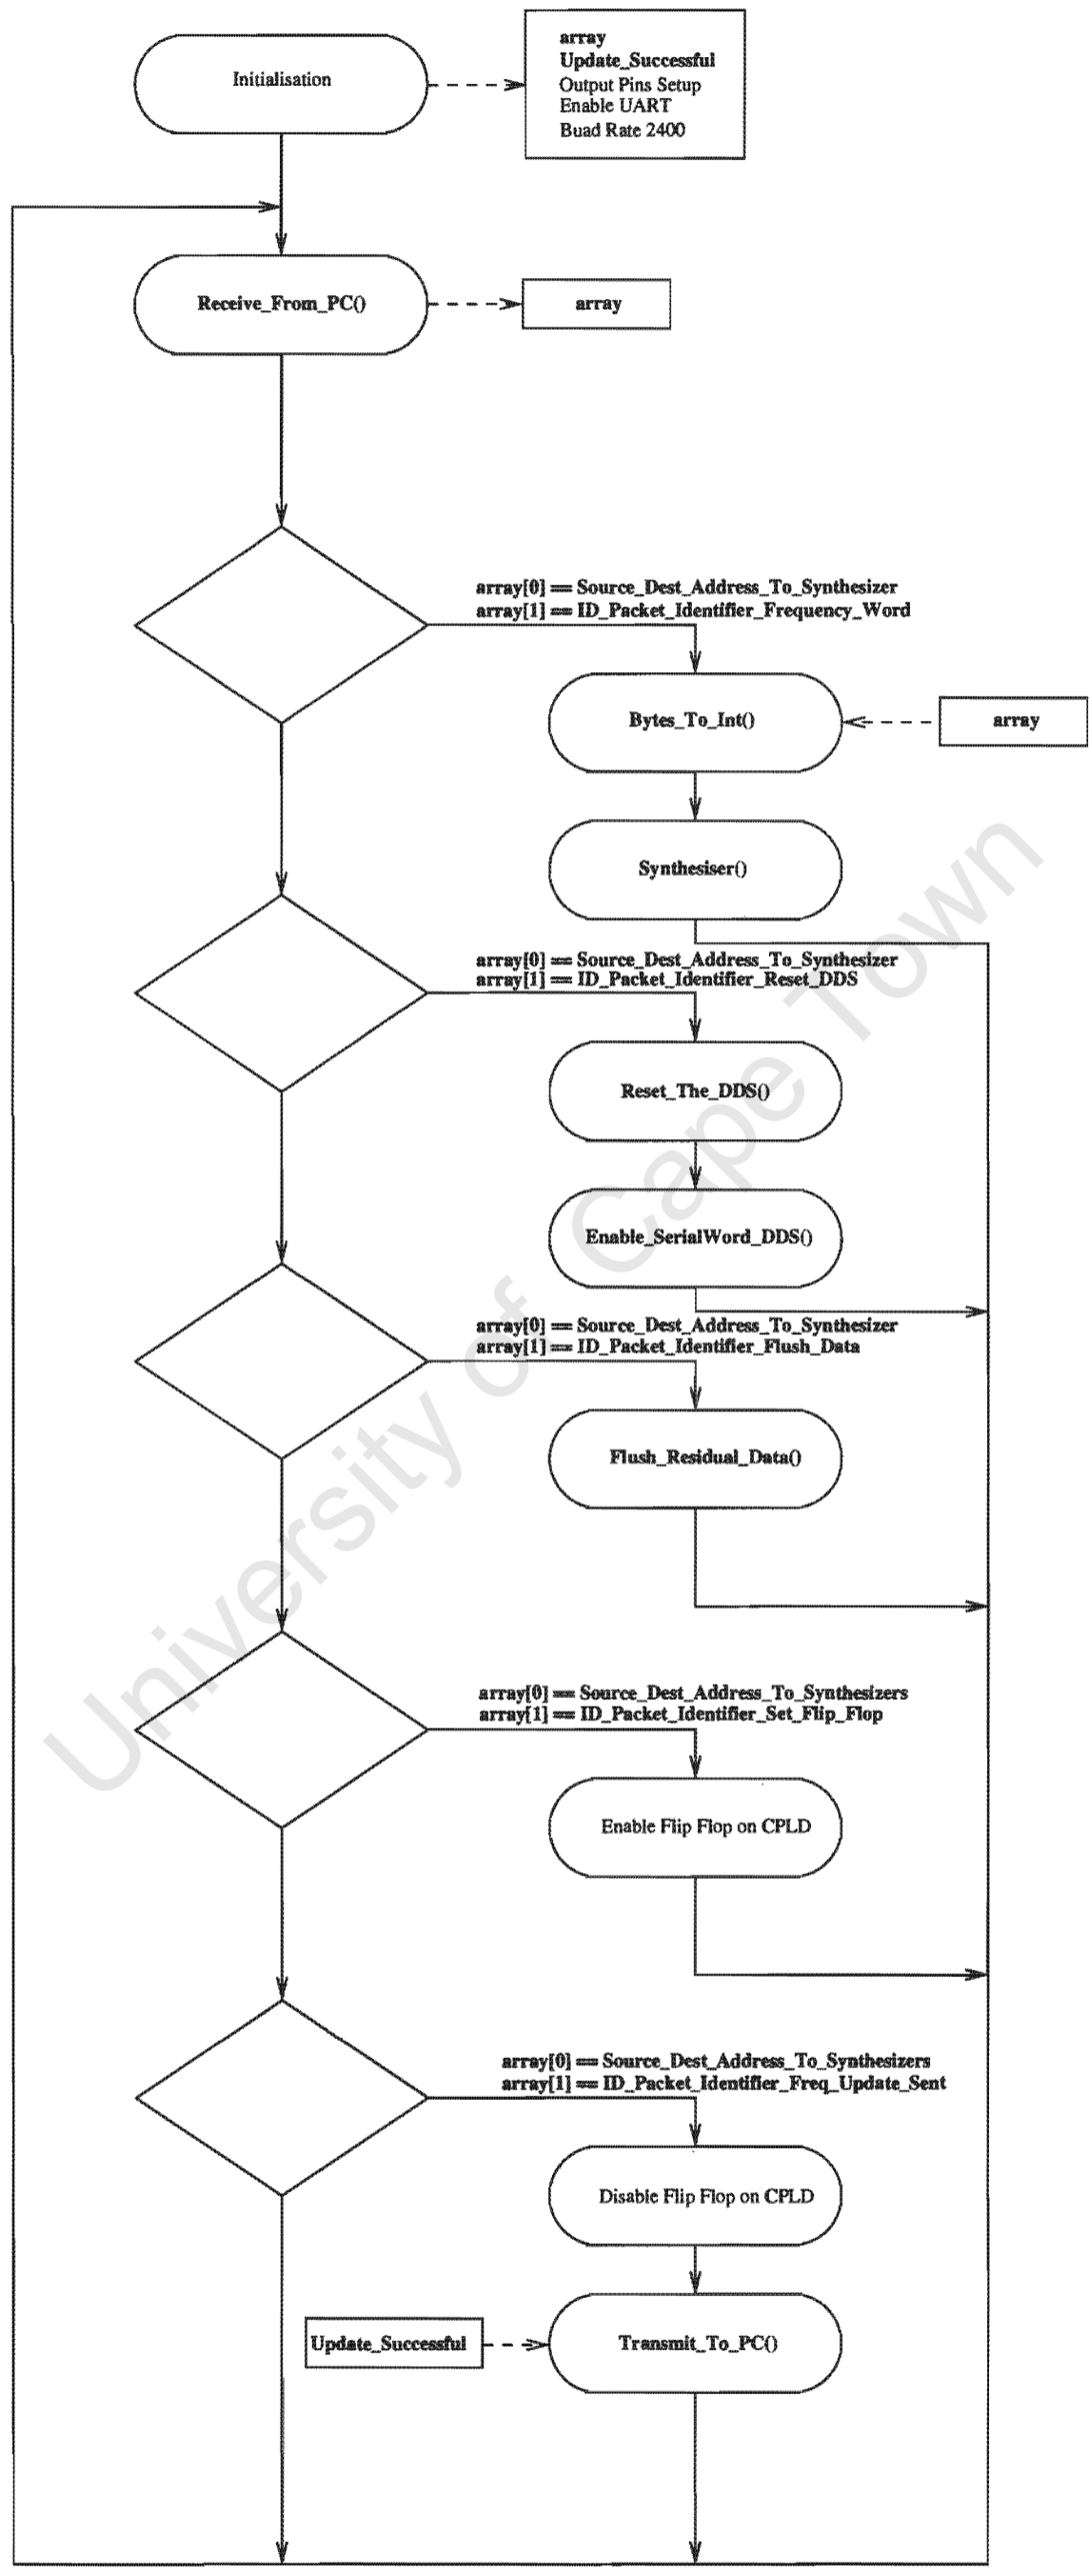 Initialisation
array
Update_Successful
Output Pins Setup
Enable UART
Buad Rate 2400
Receive_From_PC()
array
array[0] == Source_Dest_Address_To_Synthesizer
array[1] == ID_Packet_Identifier_Frequency_Word
Bytes_To_Int()
array
Synthesiser()
array[0] == Source_Dest_Address_To_Synthesizer
array[1] == ID_Packet_Identifier_Reset_DDS
Reset_The_DDS()
Enable_SerialWord_DDS()
array[0] == Source_Dest_Address_To_Synthesizer
array[1] == ID_Packet_Identifier_Flush_Data
Flush_Residual_Data()
array[0] == Source_Dest_Address_To_Synthesizers
array[1] == ID_Packet_Identifier_Set_Flip_Flop
Enable Flip Flop on CPLD
array[0] == Source_Dest_Address_To_Synthesizers
array[1] == ID_Packet_Identifier_Freq_Update_Sent
Disable Flip Flop on CPLD
Update_Successful
Transmit_To_PC()
University of Cape Town